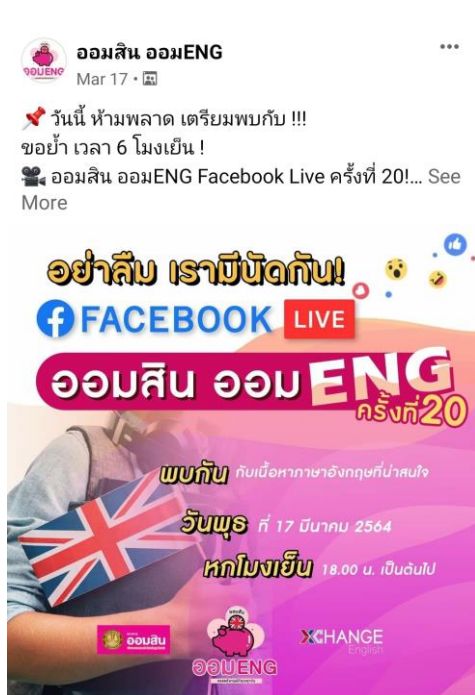 ออมสิน ออมENG
Mar 17
วันนี้ ห้ามพลาด เตรียมพบกับ !!!
ขอย้ำ เวลา 6 โมงเย็น !
ออมสิน ออมENG Facebook Live ครั้งที่ 20!... See More
อย่าลืม เรามีนัดกัน!
FACEBOOK LIVE
ออมสิน ออม ENG
ครั้งที่ 20
พบกัน กับเนื้อหาภาษาอังกฤษที่น่าสนใจ
วันพุธ ที่ 17 มีนาคม 2564
หกโมงเย็น 18.00 น. เป็นต้นไป
ออมสิน
ออมENG
XCHANGE
English